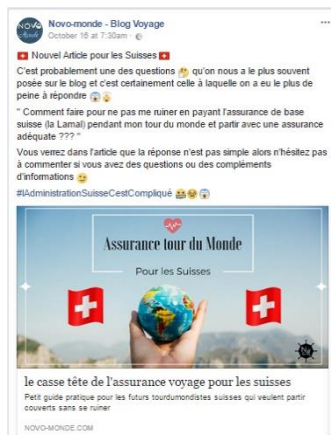 Novo-monde - Blog Voyage
October 16 at 7:30am ·
Nouvel Article pour les Suisses
C'est probablement une des questions 🤔 qu'on nous a le plus souvent
posée sur le blog et c'est certainement celle à laquelle on a eu le plus de
peine à répondre
" Comment faire pour ne pas me ruiner en payant l'assurance de base
suisse (la Lamal) pendant mon tour du monde et partir avec une assurance
adéquate ??? "
Vous verrez dans l'article que la réponse n'est pas simple alors n'hésitez pas
à commenter si vous avez des questions ou des compléments
d'informations
#lAdministrationSuisseCestCompliqué
Assurance tour du Monde
Pour les Suisses
le casse tête de l'assurance voyage pour les suisses
Petit guide pratique pour les futurs tourdumondistes suisses qui veulent partir
couverts sans se ruiner
NOVO-MONDE.COM